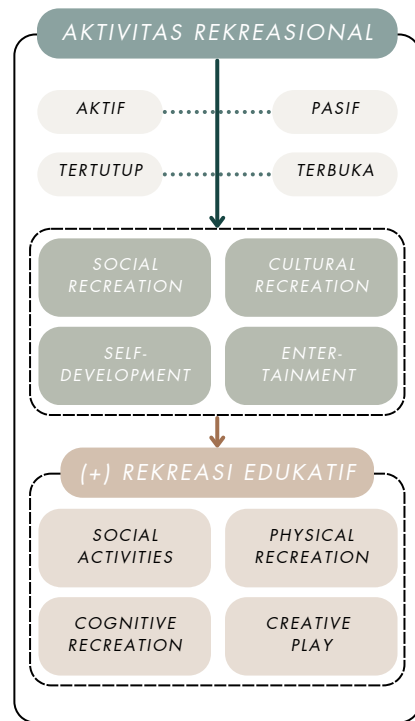 AKTIVITAS REKREASIONAL
AKTIF
PASIF
TERTUTUP
TERBUKA
SOCIAL
RECREATION
CULTURAL
RECREATION
SELF-
DEVELOPMENT
ENTER-
TAINMENT
(+) REKREASI EDUKATIF
SOCIAL
ACTIVITIES
PHYSICAL
RECREATION
COGNITIVE
RECREATION
CREATIVE
PLAY